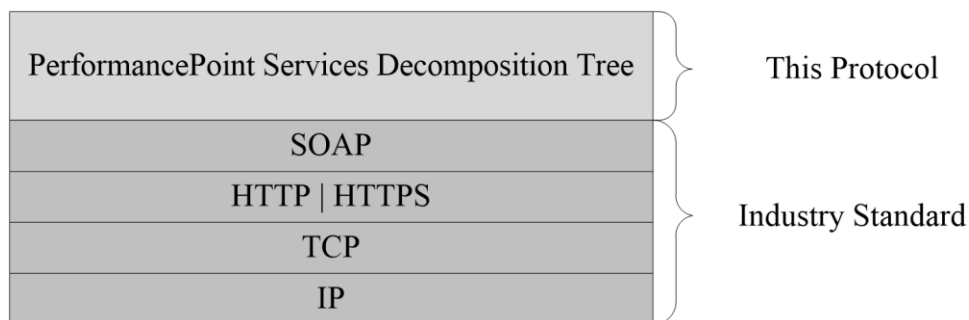 PerformancePoint Services Decomposition Tree
This Protocol
SOAP
HTTP | HTTPS
TCP
IP
Industry Standard